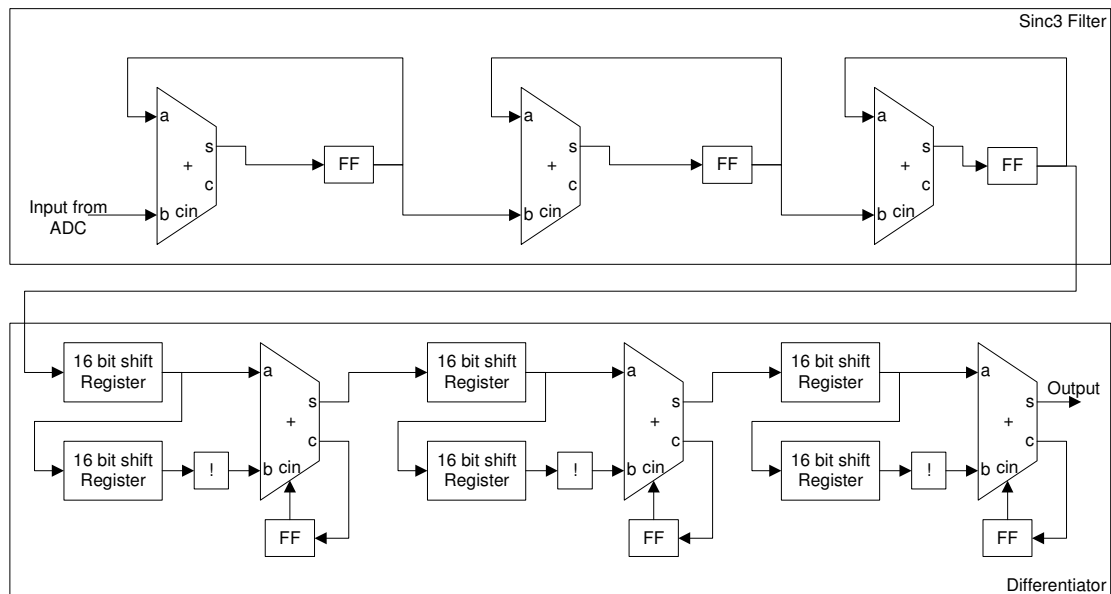 Sinc3 Filter
a
s
+
c
b cin
FF
Input from
ADC
a
s
+
c
b cin
FF
a
s
+
c
b cin
FF
16 bit shift
Register
16 bit shift
Register
!
a
s
+
c
b cin
FF
16 bit shift
Register
16 bit shift
Register
!
a
s
+
c
b cin
FF
16 bit shift
Register
16 bit shift
Register
!
a
s
+
c
b cin
FF
Output
Differentiator